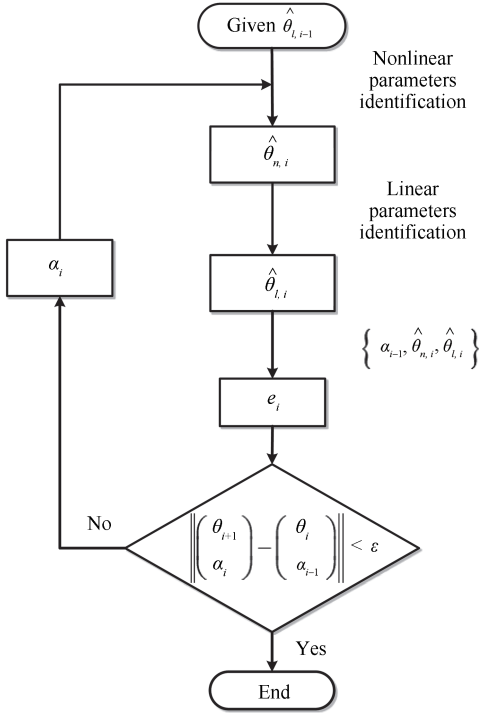 Given θ̂_{l, i−1}
Nonlinear
parameters
identification
θ̂_{n, i}
Linear
parameters
identification
α_i
θ̂_{l, i}
{ α_{i−1}, θ̂_{n, i}, θ̂_{l, i} }
e_i
No
‖ ( θ_{i+1} ) − ( θ_i ) ‖ < ε
( α_i ) ( α_{i−1} )
Yes
End